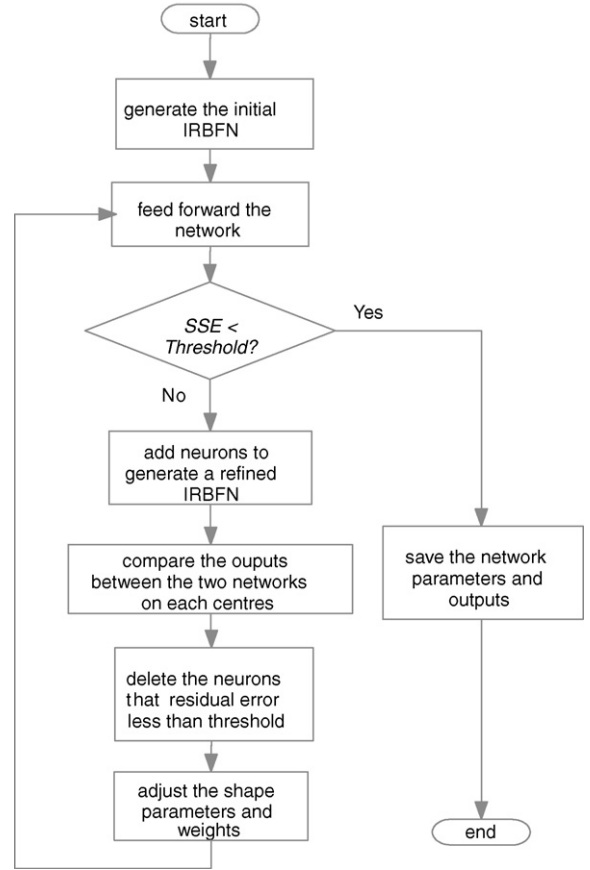 start
generate the initial
IRBFN
feed forward the
network
SSE <
Threshold?
Yes
No
add neurons to
generate a refined
IRBFN
compare the ouputs
between the two networks
on each centres
save the network
parameters and
outputs
delete the neurons
that residual error
less than threshold
adjust the shape
parameters and
weights
end